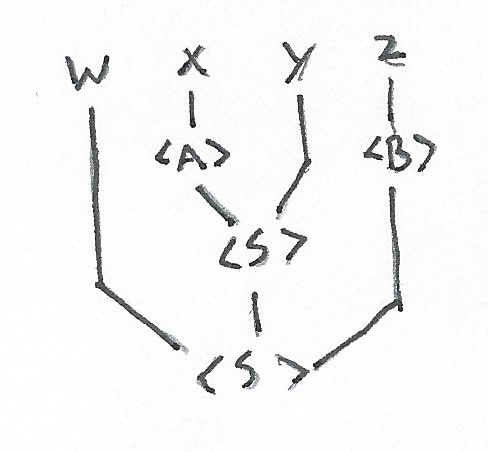 W X Y Z
<A> <B>
<S>
<S>